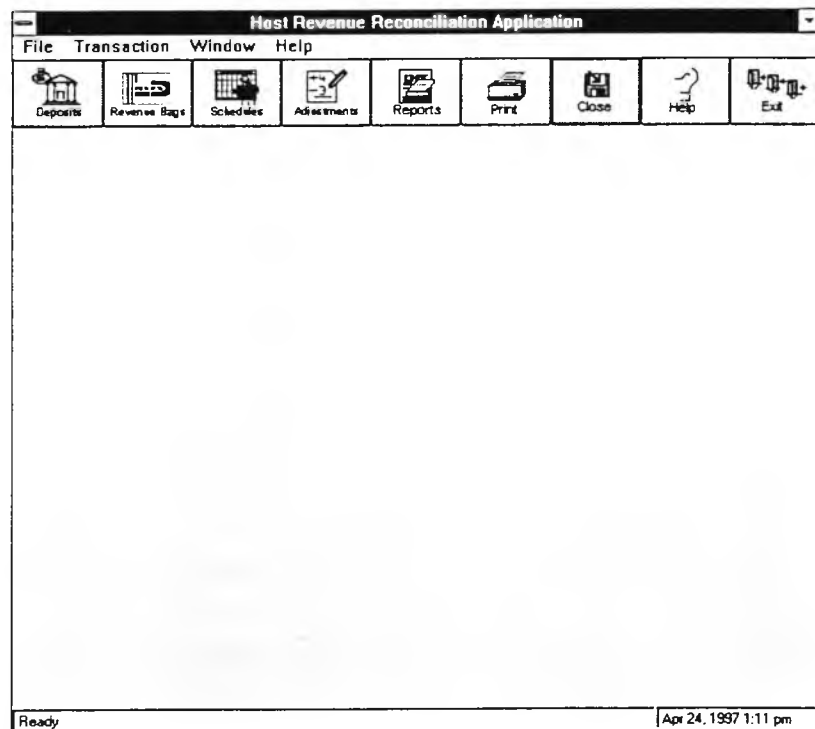 Host Revenue Reconciliation Application
File Transaction Window Help
Deposits Revenue Bags Schedules Adjustments Reports Print Close Help Exit
Ready Apr 24, 1997 1:11 pm